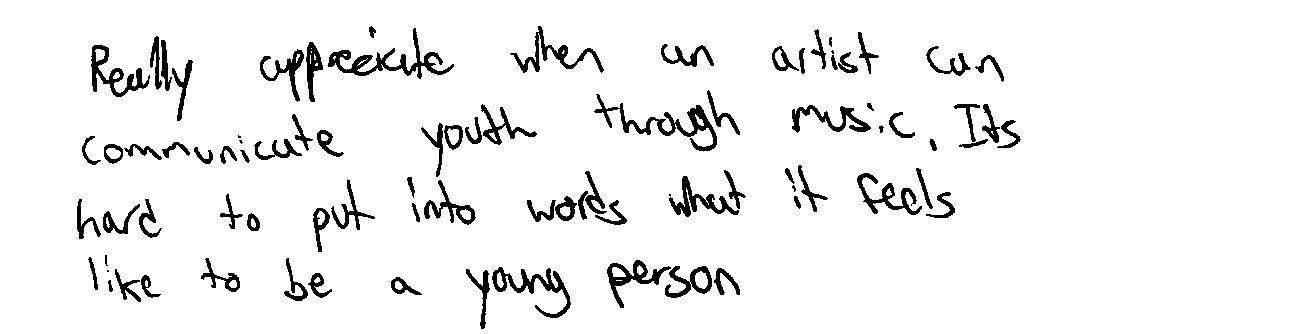 Really appreciate when an artist can
communicate youth through music. Its
hard to put into words what it feels
like to be a young person